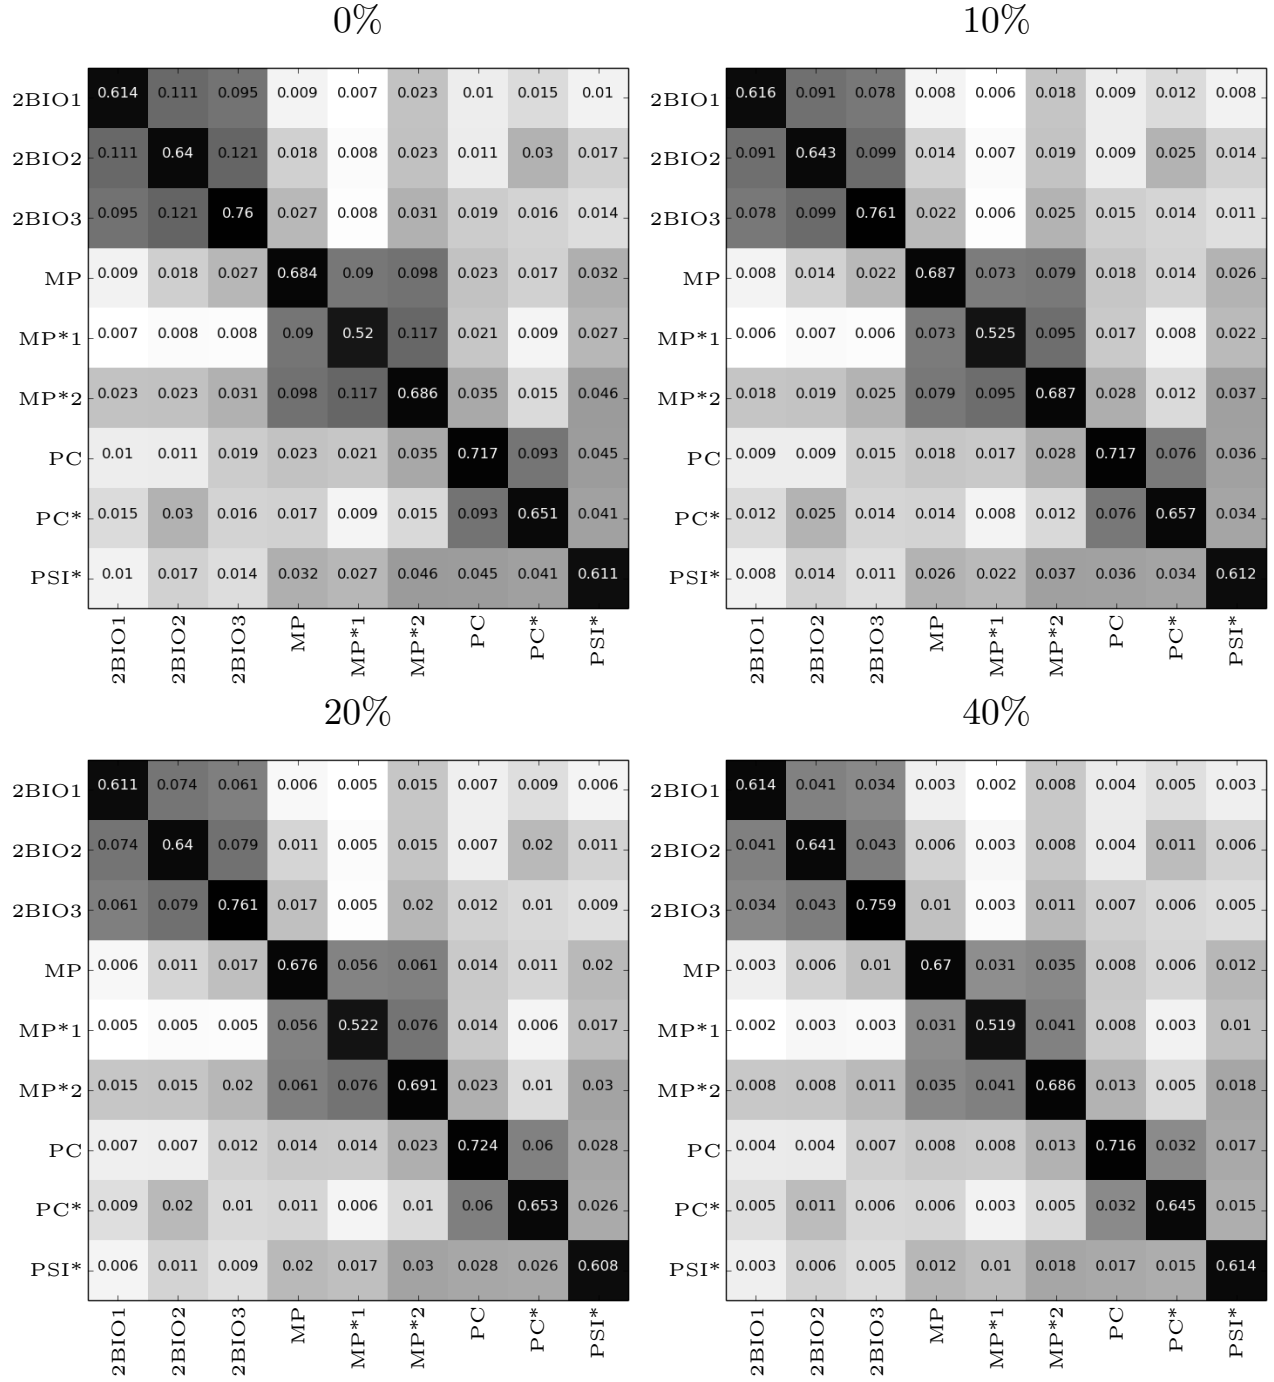 0%
10%
2BIO1 0.614 0.111 0.095 0.009 0.007 0.023 0.01 0.015 0.01
2BIO2 0.111 0.64 0.121 0.018 0.008 0.023 0.011 0.03 0.017
2BIO3 0.095 0.121 0.76 0.027 0.008 0.031 0.019 0.016 0.014
MP 0.009 0.018 0.027 0.684 0.09 0.098 0.023 0.017 0.032
MP*1 0.007 0.008 0.008 0.09 0.52 0.117 0.021 0.009 0.027
MP*2 0.023 0.023 0.031 0.098 0.117 0.686 0.035 0.015 0.046
PC 0.01 0.011 0.019 0.023 0.021 0.035 0.717 0.093 0.045
PC* 0.015 0.03 0.016 0.017 0.009 0.015 0.093 0.651 0.041
PSI* 0.01 0.017 0.014 0.032 0.027 0.046 0.045 0.041 0.611
2BIO1 2BIO2 2BIO3 MP MP*1 MP*2 PC PC* PSI*
2BIO1 0.616 0.091 0.078 0.008 0.006 0.018 0.009 0.012 0.008
2BIO2 0.091 0.643 0.099 0.014 0.007 0.019 0.009 0.025 0.014
2BIO3 0.078 0.099 0.761 0.022 0.006 0.025 0.015 0.014 0.011
MP 0.008 0.014 0.022 0.687 0.073 0.079 0.018 0.014 0.026
MP*1 0.006 0.007 0.006 0.073 0.525 0.095 0.017 0.008 0.022
MP*2 0.018 0.019 0.025 0.079 0.095 0.687 0.028 0.012 0.037
PC 0.009 0.009 0.015 0.018 0.017 0.028 0.717 0.076 0.036
PC* 0.012 0.025 0.014 0.014 0.008 0.012 0.076 0.657 0.034
PSI* 0.008 0.014 0.011 0.026 0.022 0.037 0.036 0.034 0.612
2BIO1 2BIO2 2BIO3 MP MP*1 MP*2 PC PC* PSI*
20%
40%
2BIO1 0.611 0.074 0.061 0.006 0.005 0.015 0.007 0.009 0.006
2BIO2 0.074 0.64 0.079 0.011 0.005 0.015 0.007 0.02 0.011
2BIO3 0.061 0.079 0.761 0.017 0.005 0.02 0.012 0.01 0.009
MP 0.006 0.011 0.017 0.676 0.056 0.061 0.014 0.011 0.02
MP*1 0.005 0.005 0.005 0.056 0.522 0.076 0.014 0.006 0.017
MP*2 0.015 0.015 0.02 0.061 0.076 0.691 0.023 0.01 0.03
PC 0.007 0.007 0.012 0.014 0.014 0.023 0.724 0.06 0.028
PC* 0.009 0.02 0.01 0.011 0.006 0.01 0.06 0.653 0.026
PSI* 0.006 0.011 0.009 0.02 0.017 0.03 0.028 0.026 0.608
2BIO1 2BIO2 2BIO3 MP MP*1 MP*2 PC PC* PSI*
2BIO1 0.614 0.041 0.034 0.003 0.002 0.008 0.004 0.005 0.003
2BIO2 0.041 0.641 0.043 0.006 0.003 0.008 0.004 0.011 0.006
2BIO3 0.034 0.043 0.759 0.01 0.003 0.011 0.007 0.006 0.005
MP 0.003 0.006 0.01 0.67 0.031 0.035 0.008 0.006 0.012
MP*1 0.002 0.003 0.003 0.031 0.519 0.041 0.008 0.003 0.01
MP*2 0.008 0.008 0.011 0.035 0.041 0.686 0.013 0.005 0.018
PC 0.004 0.004 0.007 0.008 0.008 0.013 0.716 0.032 0.017
PC* 0.005 0.011 0.006 0.006 0.003 0.005 0.032 0.645 0.015
PSI* 0.003 0.006 0.005 0.012 0.01 0.018 0.017 0.015 0.614
2BIO1 2BIO2 2BIO3 MP MP*1 MP*2 PC PC* PSI*